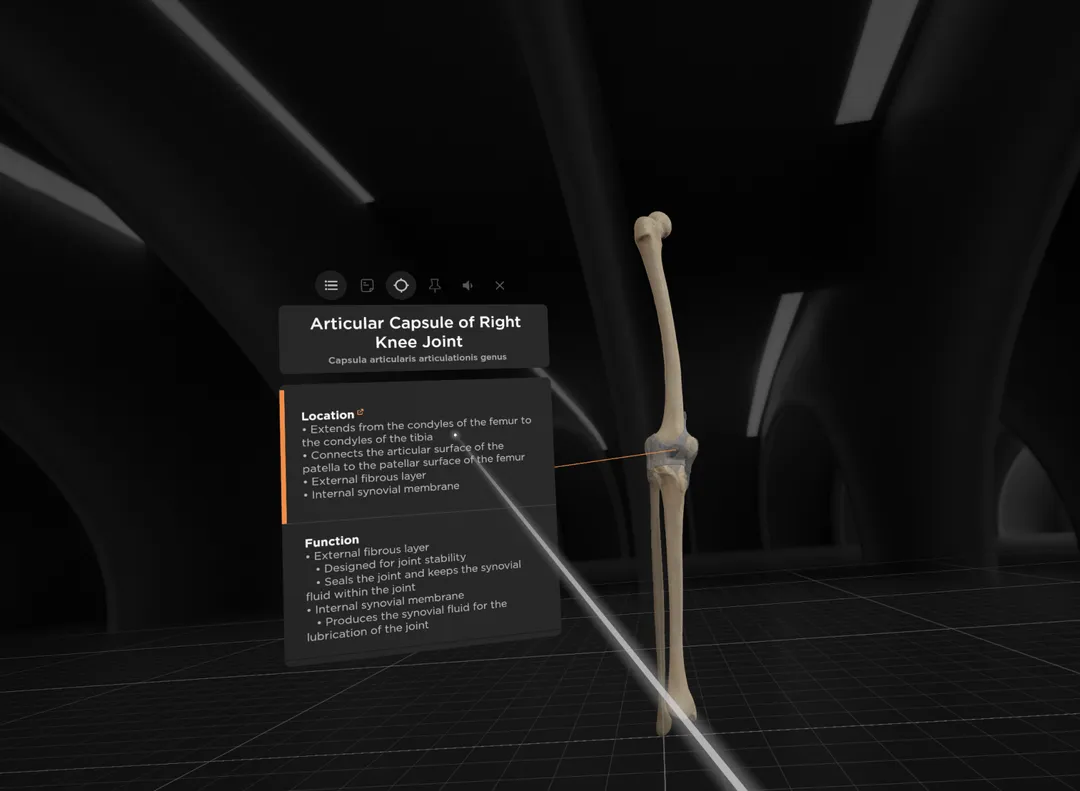 Articular Capsule of Right
Knee Joint
Capsula articularis articulationis genus
Location
• Extends from the condyles of the femur to
the condyles of the tibia
• Connects the articular surface of the
patella to the patellar surface of the femur
• External fibrous layer
• Internal synovial membrane
Function
• External fibrous layer
• Designed for joint stability
• Seals the joint and keeps the synovial
fluid within the joint
• Internal synovial membrane
• Produces the synovial fluid for the
lubrication of the joint